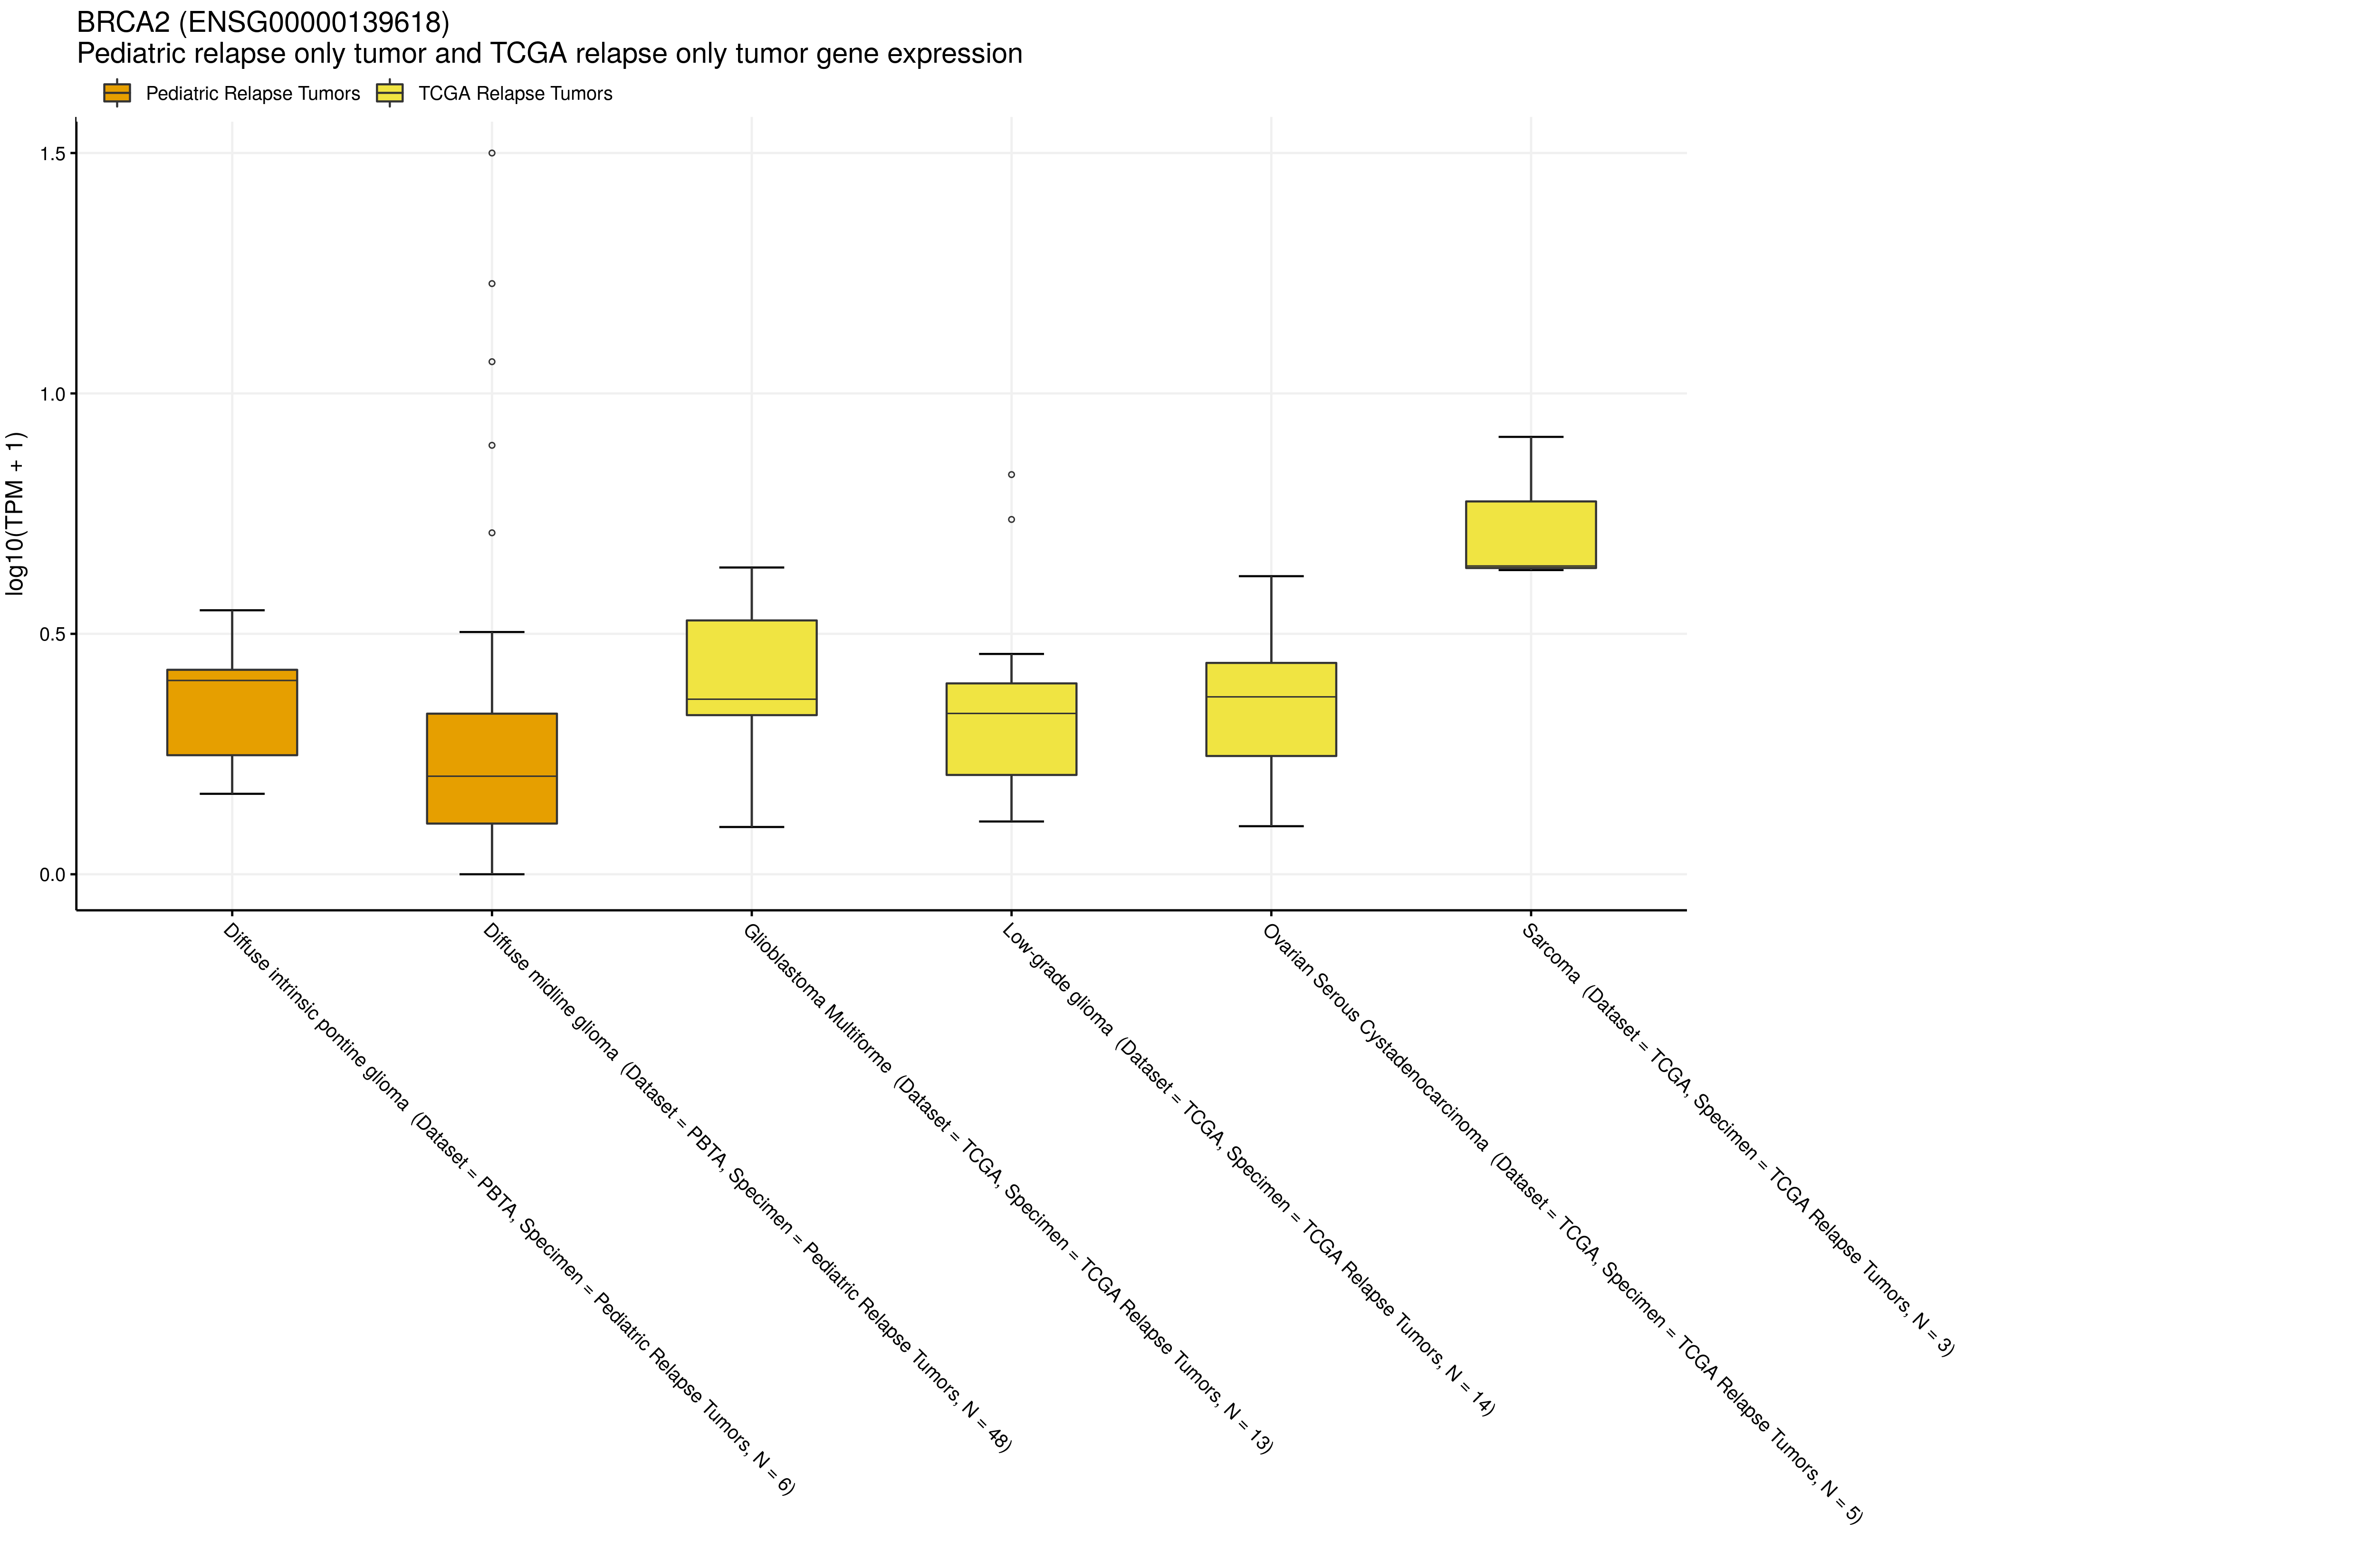 BRCA2 (ENSG00000139618)
Pediatric relapse only tumor and TCGA relapse only tumor gene expression
Pediatric Relapse Tumors
TCGA Relapse Tumors
log10(TPM + 1)
1.5
1.0
0.5
0.0
Diffuse intrinsic pontine glioma (Dataset = PBTA, Specimen = Pediatric Relapse Tumors, N = 6)
Diffuse midline glioma (Dataset = PBTA, Specimen = Pediatric Relapse Tumors, N = 48)
Glioblastoma Multiforme (Dataset = TCGA, Specimen = TCGA Relapse Tumors, N = 13)
Low-grade glioma (Dataset = TCGA, Specimen = TCGA Relapse Tumors, N = 14)
Ovarian Serous Cystadenocarcinoma (Dataset = TCGA, Specimen = TCGA Relapse Tumors, N = 5)
Sarcoma (Dataset = TCGA, Specimen = TCGA Relapse Tumors, N = 3)